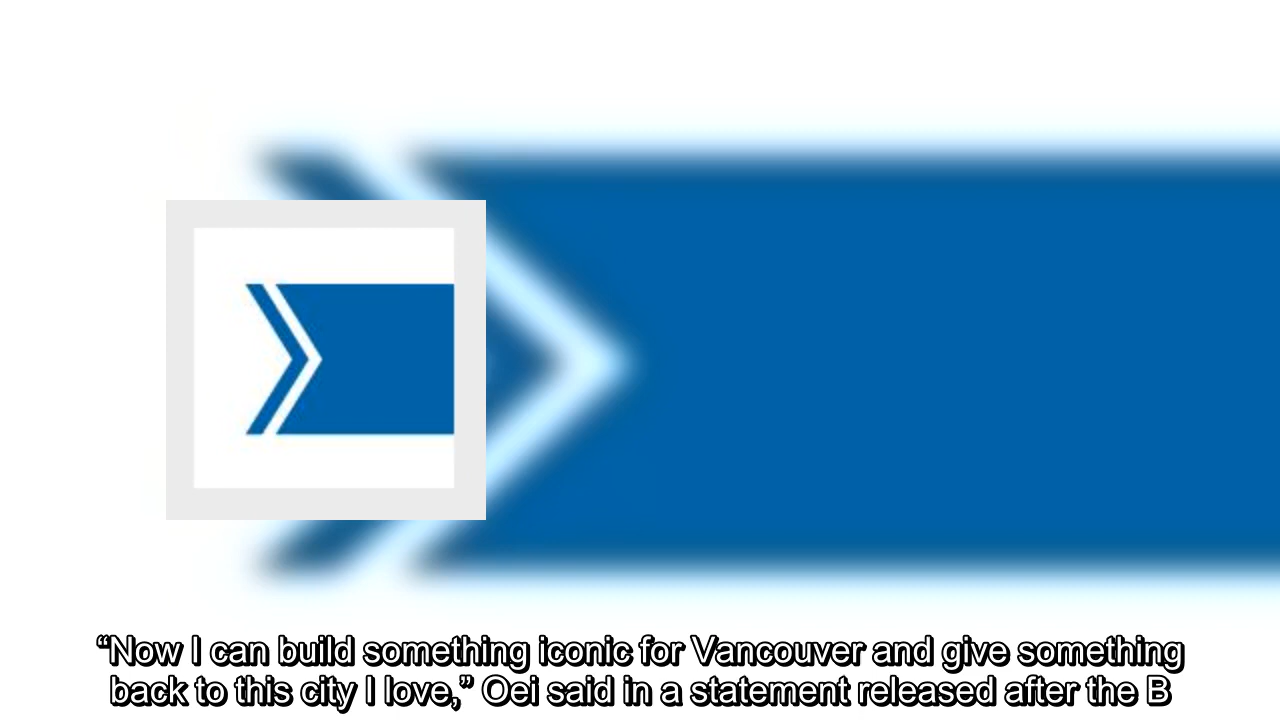 “Now I can build something iconic for Vancouver and give something
back to this city I love,” Oei said in a statement released after the B